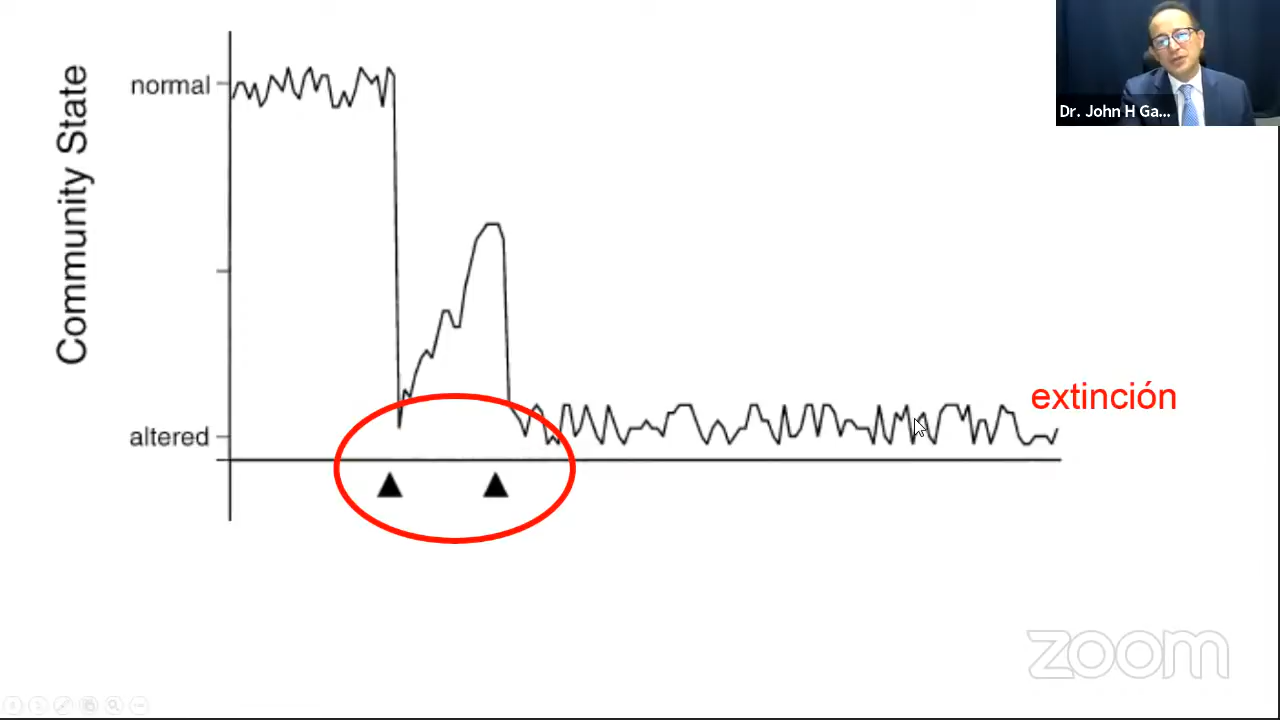 Dr. John H Ga...
Community State
normal
altered
extinción
zoom